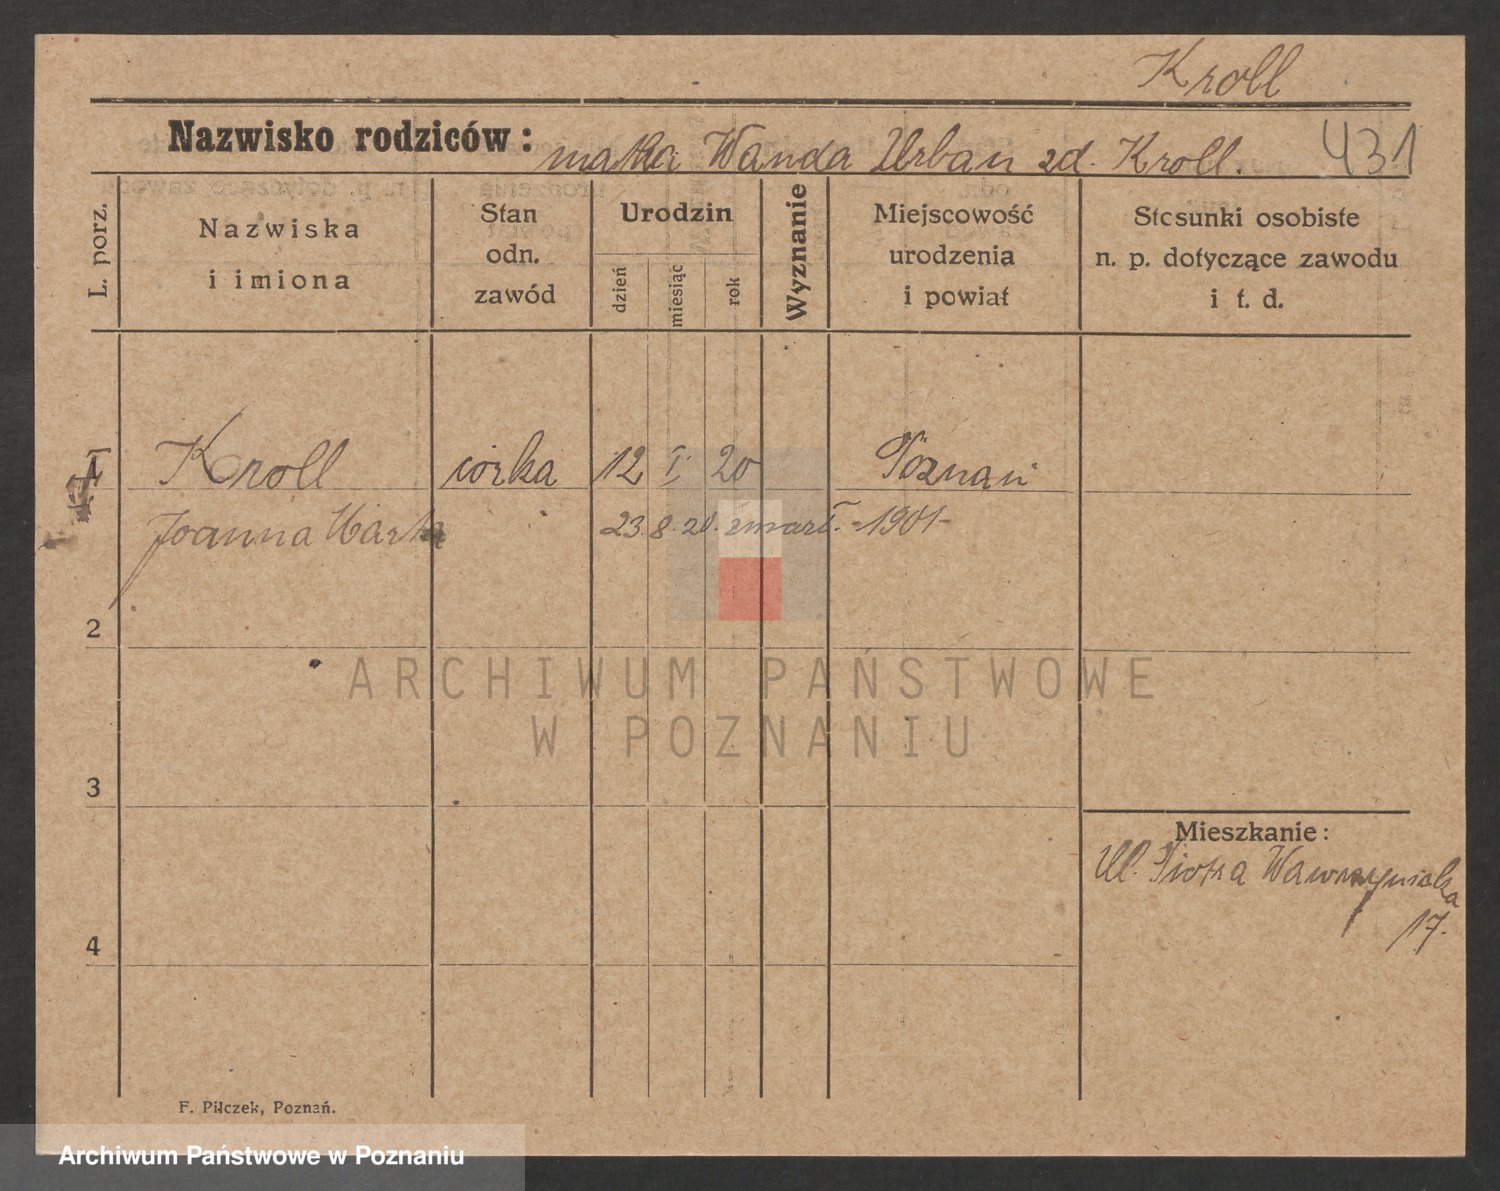 Kroll
Nazwisko rodziców: matka Wanda Urban zd. Kroll. 431
L. porz.
Nazwiska
i imiona
Stan
odn.
zawód
Urodzin
dzień
miesiąc
rok
Wyznanie
Miejscowość
urodzenia
i powiat
Stosunki osobiste
n. p. dotyczące zawodu
i t. d.
1 Kroll córka 12 I. 20 Poznań
Joanna Marta 23. 8. 20. zmarł. -1901-
2
3
4
Mieszkanie:
Ul. Piotra Wawrzyniaka
17.
F. Pilczek, Poznań.
ARCHIWUM PAŃSTWOWE
W POZNANIU
Archiwum Państwowe w Poznaniu